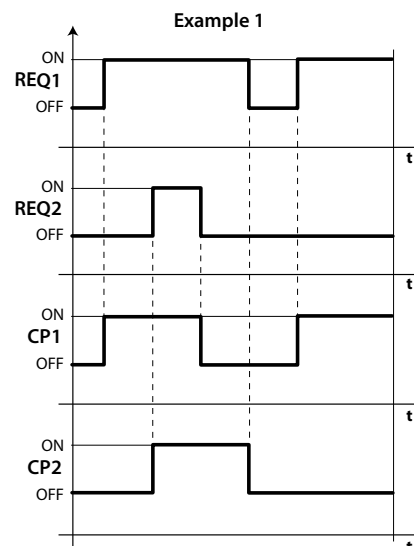 Example 1
ON
REQ1
OFF
t
ON
REQ2
OFF
t
ON
CP1
OFF
t
ON
CP2
OFF
t